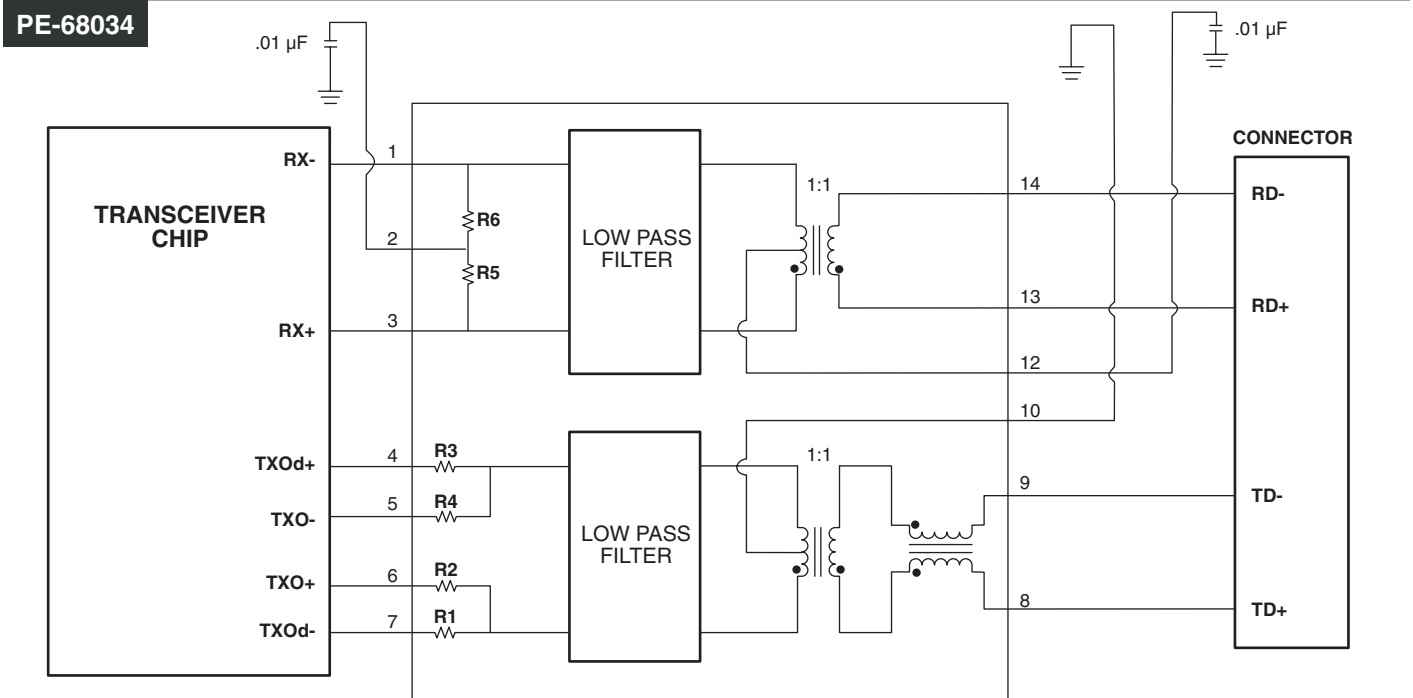 PE-68034
.01 µF
.01 µF
CONNECTOR
TRANSCEIVER
CHIP
RX-
1
R6
2
R5
RX+
3
LOW PASS
FILTER
1:1
14
RD-
13
RD+
12
10
TXOd+
4
R3
TXO-
5
R4
TXO+
6
R2
TXOd-
7
R1
LOW PASS
FILTER
1:1
9
TD-
8
TD+